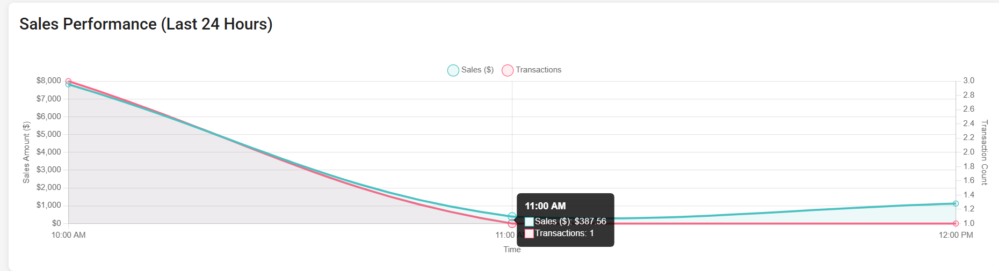 Sales Performance (Last 24 Hours)
Sales ($) Transactions
Sales Amount ($)
$8,000
$7,000
$6,000
$5,000
$4,000
$3,000
$2,000
$1,000
$0
3.0
2.8
2.6
2.4
2.2
2.0
1.8
1.6
1.4
1.2
1.0
Transaction Count
11:00 AM
Sales ($): $387.56
Transactions: 1
10:00 AM 11:00 AM 12:00 PM
Time